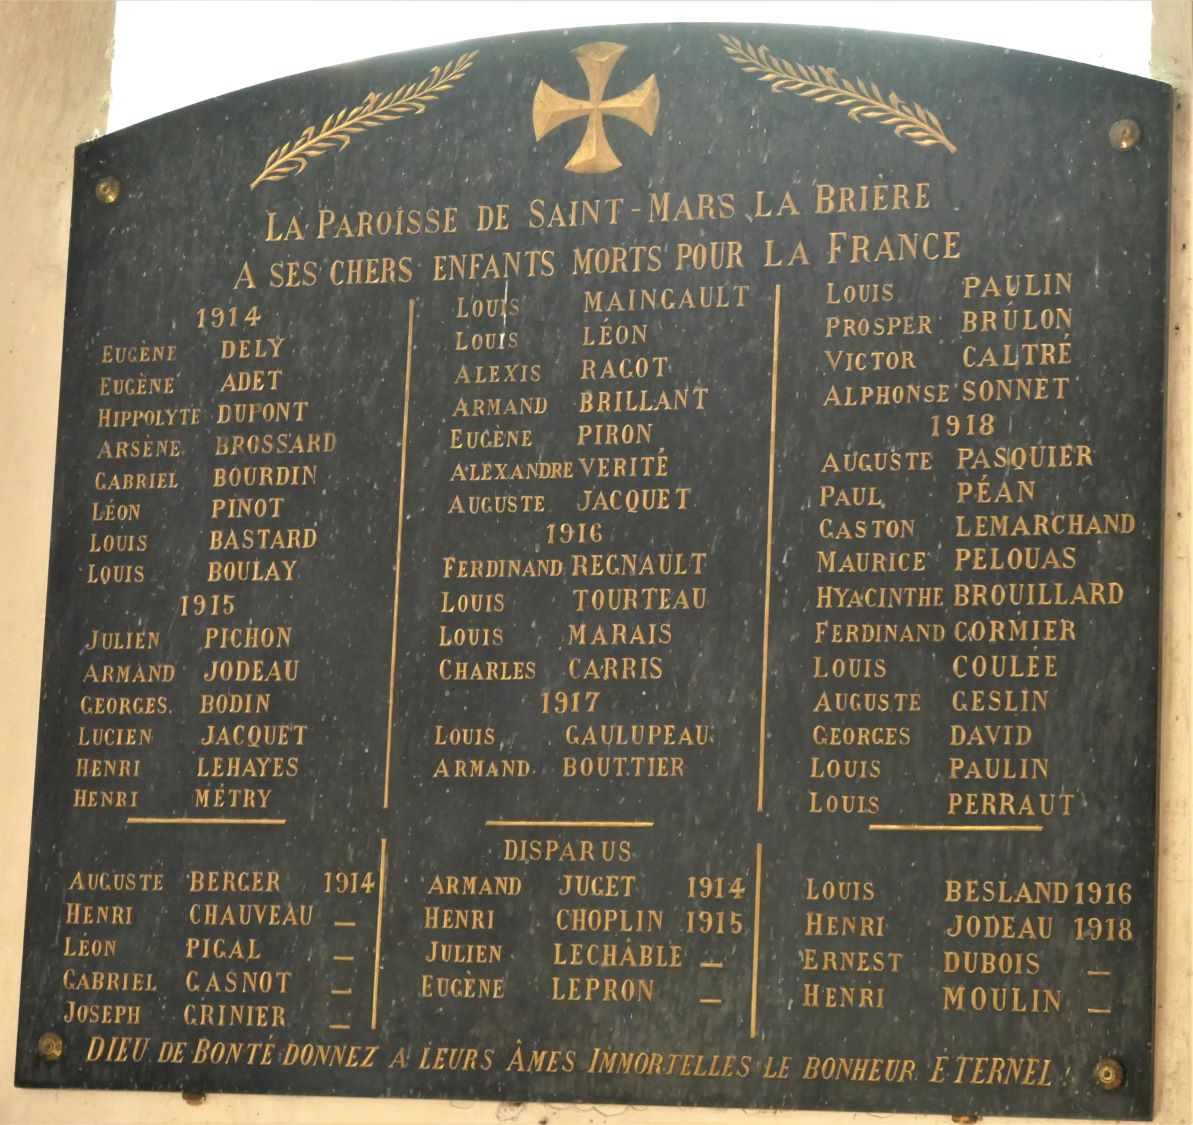 LA PAROISSE DE SAINT-MARS LA BRIÈRE
A SES CHERS ENFANTS MORTS POUR LA FRANCE
1914
EUGÈNE DELY
EUGÈNE ADET
HIPPOLYTE DUPONT
ARSÈNE BROSSARD
GABRIEL BOURDIN
LÉON PINOT
LOUIS BASTARD
LOUIS BOULAY
1915
JULIEN PICHON
ARMAND JODEAU
GEORGES BODIN
LUCIEN JACQUET
HENRI LEHAYES
HENRI MÉTRY
LOUIS MAINGAULT
LOUIS LÉON
ALEXIS RAGOT
ARMAND BRILLANT
EUGÈNE PIRON
ALEXANDRE VERITÉ
AUGUSTE JACQUET
1916
FERDINAND REGNAULT
LOUIS TOURTEAU
LOUIS MARAIS
CHARLES CARRIS
1917
LOUIS GAULUPEAU
ARMAND BOUTTIER
LOUIS PAULIN
PROSPER BRÛLON
VICTOR CALTRÉ
ALPHONSE SONNET
1918
AUGUSTE PASQUIER
PAUL PÉAN
GASTON LEMARCHAND
MAURICE PELOUAS
HYACINTHE BROUILLARD
FERDINAND CORMIER
LOUIS COULÉE
AUGUSTE GESLIN
GEORGES DAVID
LOUIS PAULIN
LOUIS PERRAUT
DISPARUS
AUGUSTE BERGER 1914
HENRI CHAUVEAU _
LÉON PIGAL _
GABRIEL GASNOT _
JOSEPH GRINIER _
ARMAND JUGET 1914
HENRI CHOPLIN 1915
JULIEN LECHÂBLE _
EUGÈNE LEPRON _
LOUIS BESLAND 1916
HENRI JODEAU 1918
ERNEST DUBOIS _
HENRI MOULIN _
DIEU DE BONTÉ DONNEZ A LEURS ÂMES IMMORTELLES LE BONHEUR ÉTERNEL !